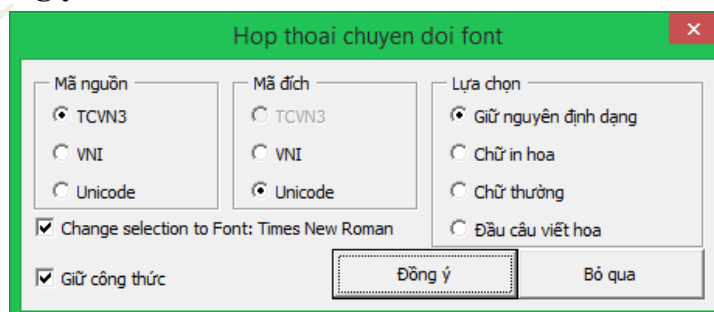 Hop thoai chuyen doi font
Mã nguồn
TCVN3
VNI
Unicode
Mã đích
TCVN3
VNI
Unicode
Lựa chọn
Giữ nguyên định dạng
Chữ in hoa
Chữ thường
Đầu câu viết hoa
Change selection to Font: Times New Roman
Giữ công thức
Đồng ý
Bỏ qua